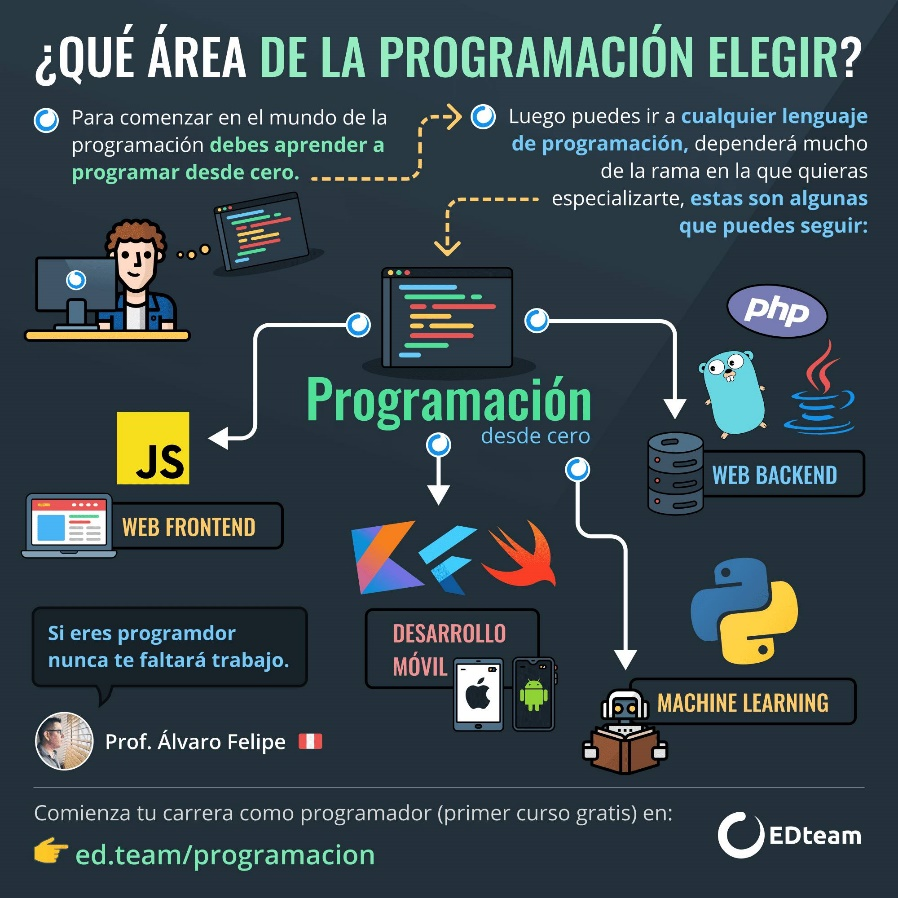 ¿QUÉ ÁREA DE LA PROGRAMACIÓN ELEGIR?
Para comenzar en el mundo de la
programación debes aprender a
programar desde cero.
Luego puedes ir a cualquier lenguaje
de programación, dependerá mucho
de la rama en la que quieras
especializarte, estas son algunas
que puedes seguir:
php
Programación
desde cero
JS
WEB FRONTEND
WEB BACKEND
DESARROLLO
MÓVIL
MACHINE LEARNING
Si eres programdor
nunca te faltará trabajo.
Prof. Álvaro Felipe
Comienza tu carrera como programador (primer curso gratis) en:
ed.team/programacion
EDteam